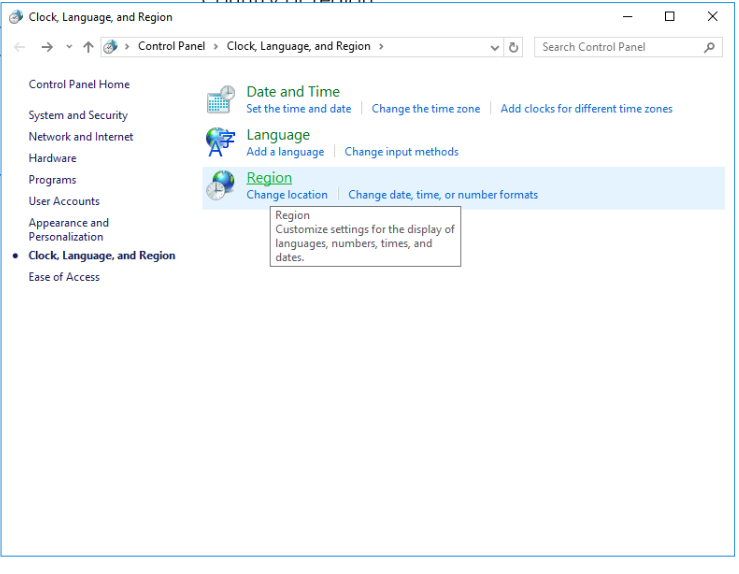 Country or region
Clock, Language, and Region
Control Panel > Clock, Language, and Region >
Search Control Panel
Control Panel Home
System and Security
Network and Internet
Hardware
Programs
User Accounts
Appearance and
Personalization
Clock, Language, and Region
Ease of Access
Date and Time
Set the time and date | Change the time zone | Add clocks for different time zones
Language
Add a language | Change input methods
Region
Change location | Change date, time, or number formats
Region
Customize settings for the display of
languages, numbers, times, and
dates.